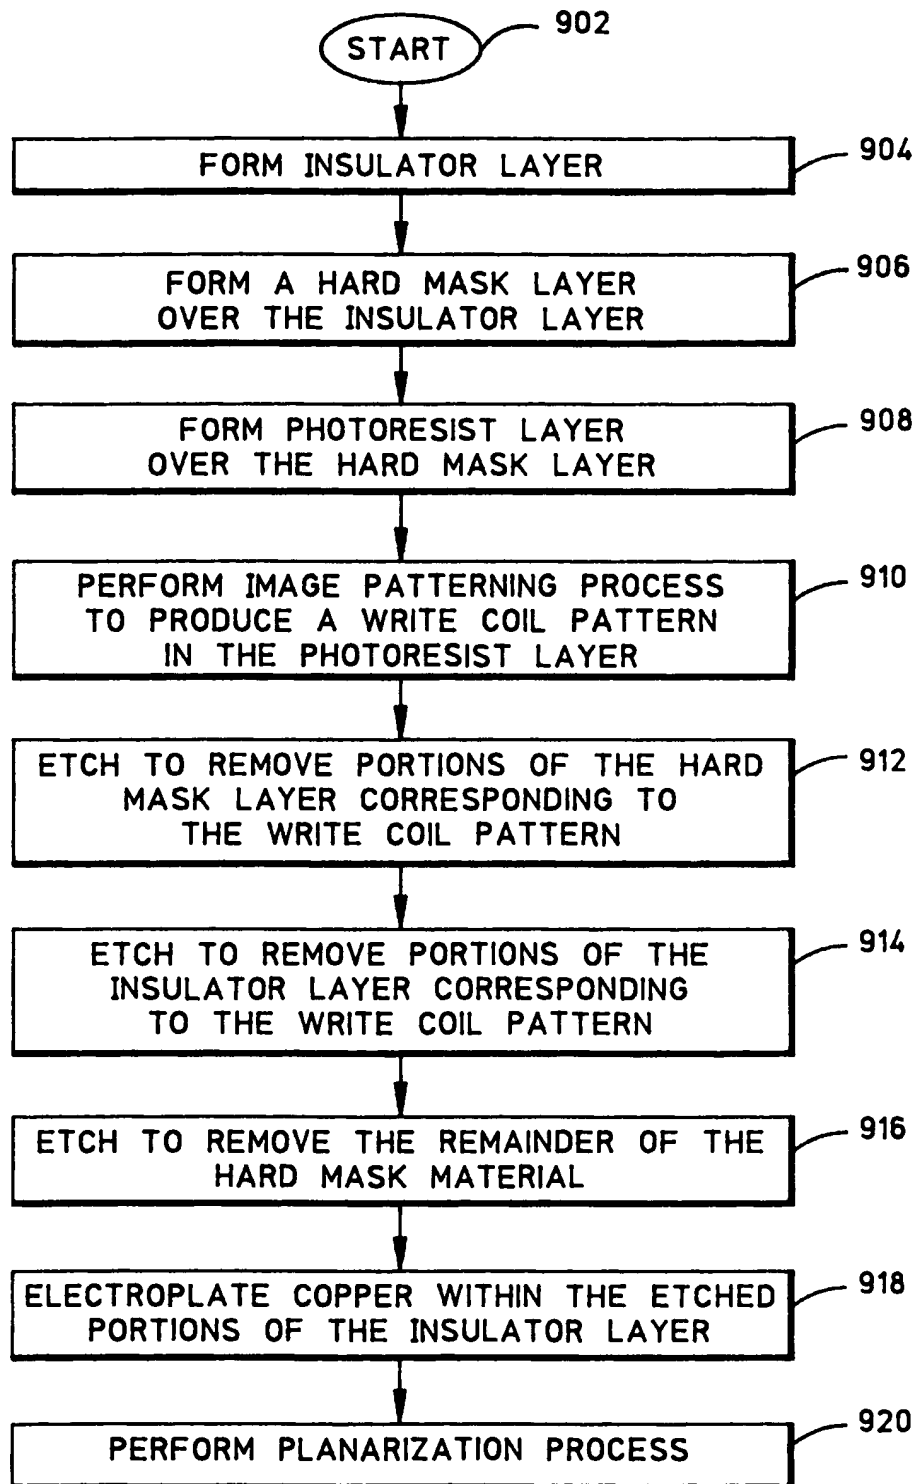 START
902
FORM INSULATOR LAYER
904
FORM A HARD MASK LAYER
OVER THE INSULATOR LAYER
906
FORM PHOTORESIST LAYER
OVER THE HARD MASK LAYER
908
PERFORM IMAGE PATTERNING PROCESS
TO PRODUCE A WRITE COIL PATTERN
IN THE PHOTORESIST LAYER
910
ETCH TO REMOVE PORTIONS OF THE HARD
MASK LAYER CORRESPONDING TO
THE WRITE COIL PATTERN
912
ETCH TO REMOVE PORTIONS OF THE
INSULATOR LAYER CORRESPONDING
TO THE WRITE COIL PATTERN
914
ETCH TO REMOVE THE REMAINDER OF THE
HARD MASK MATERIAL
916
ELECTROPLATE COPPER WITHIN THE ETCHED
PORTIONS OF THE INSULATOR LAYER
918
PERFORM PLANARIZATION PROCESS
920